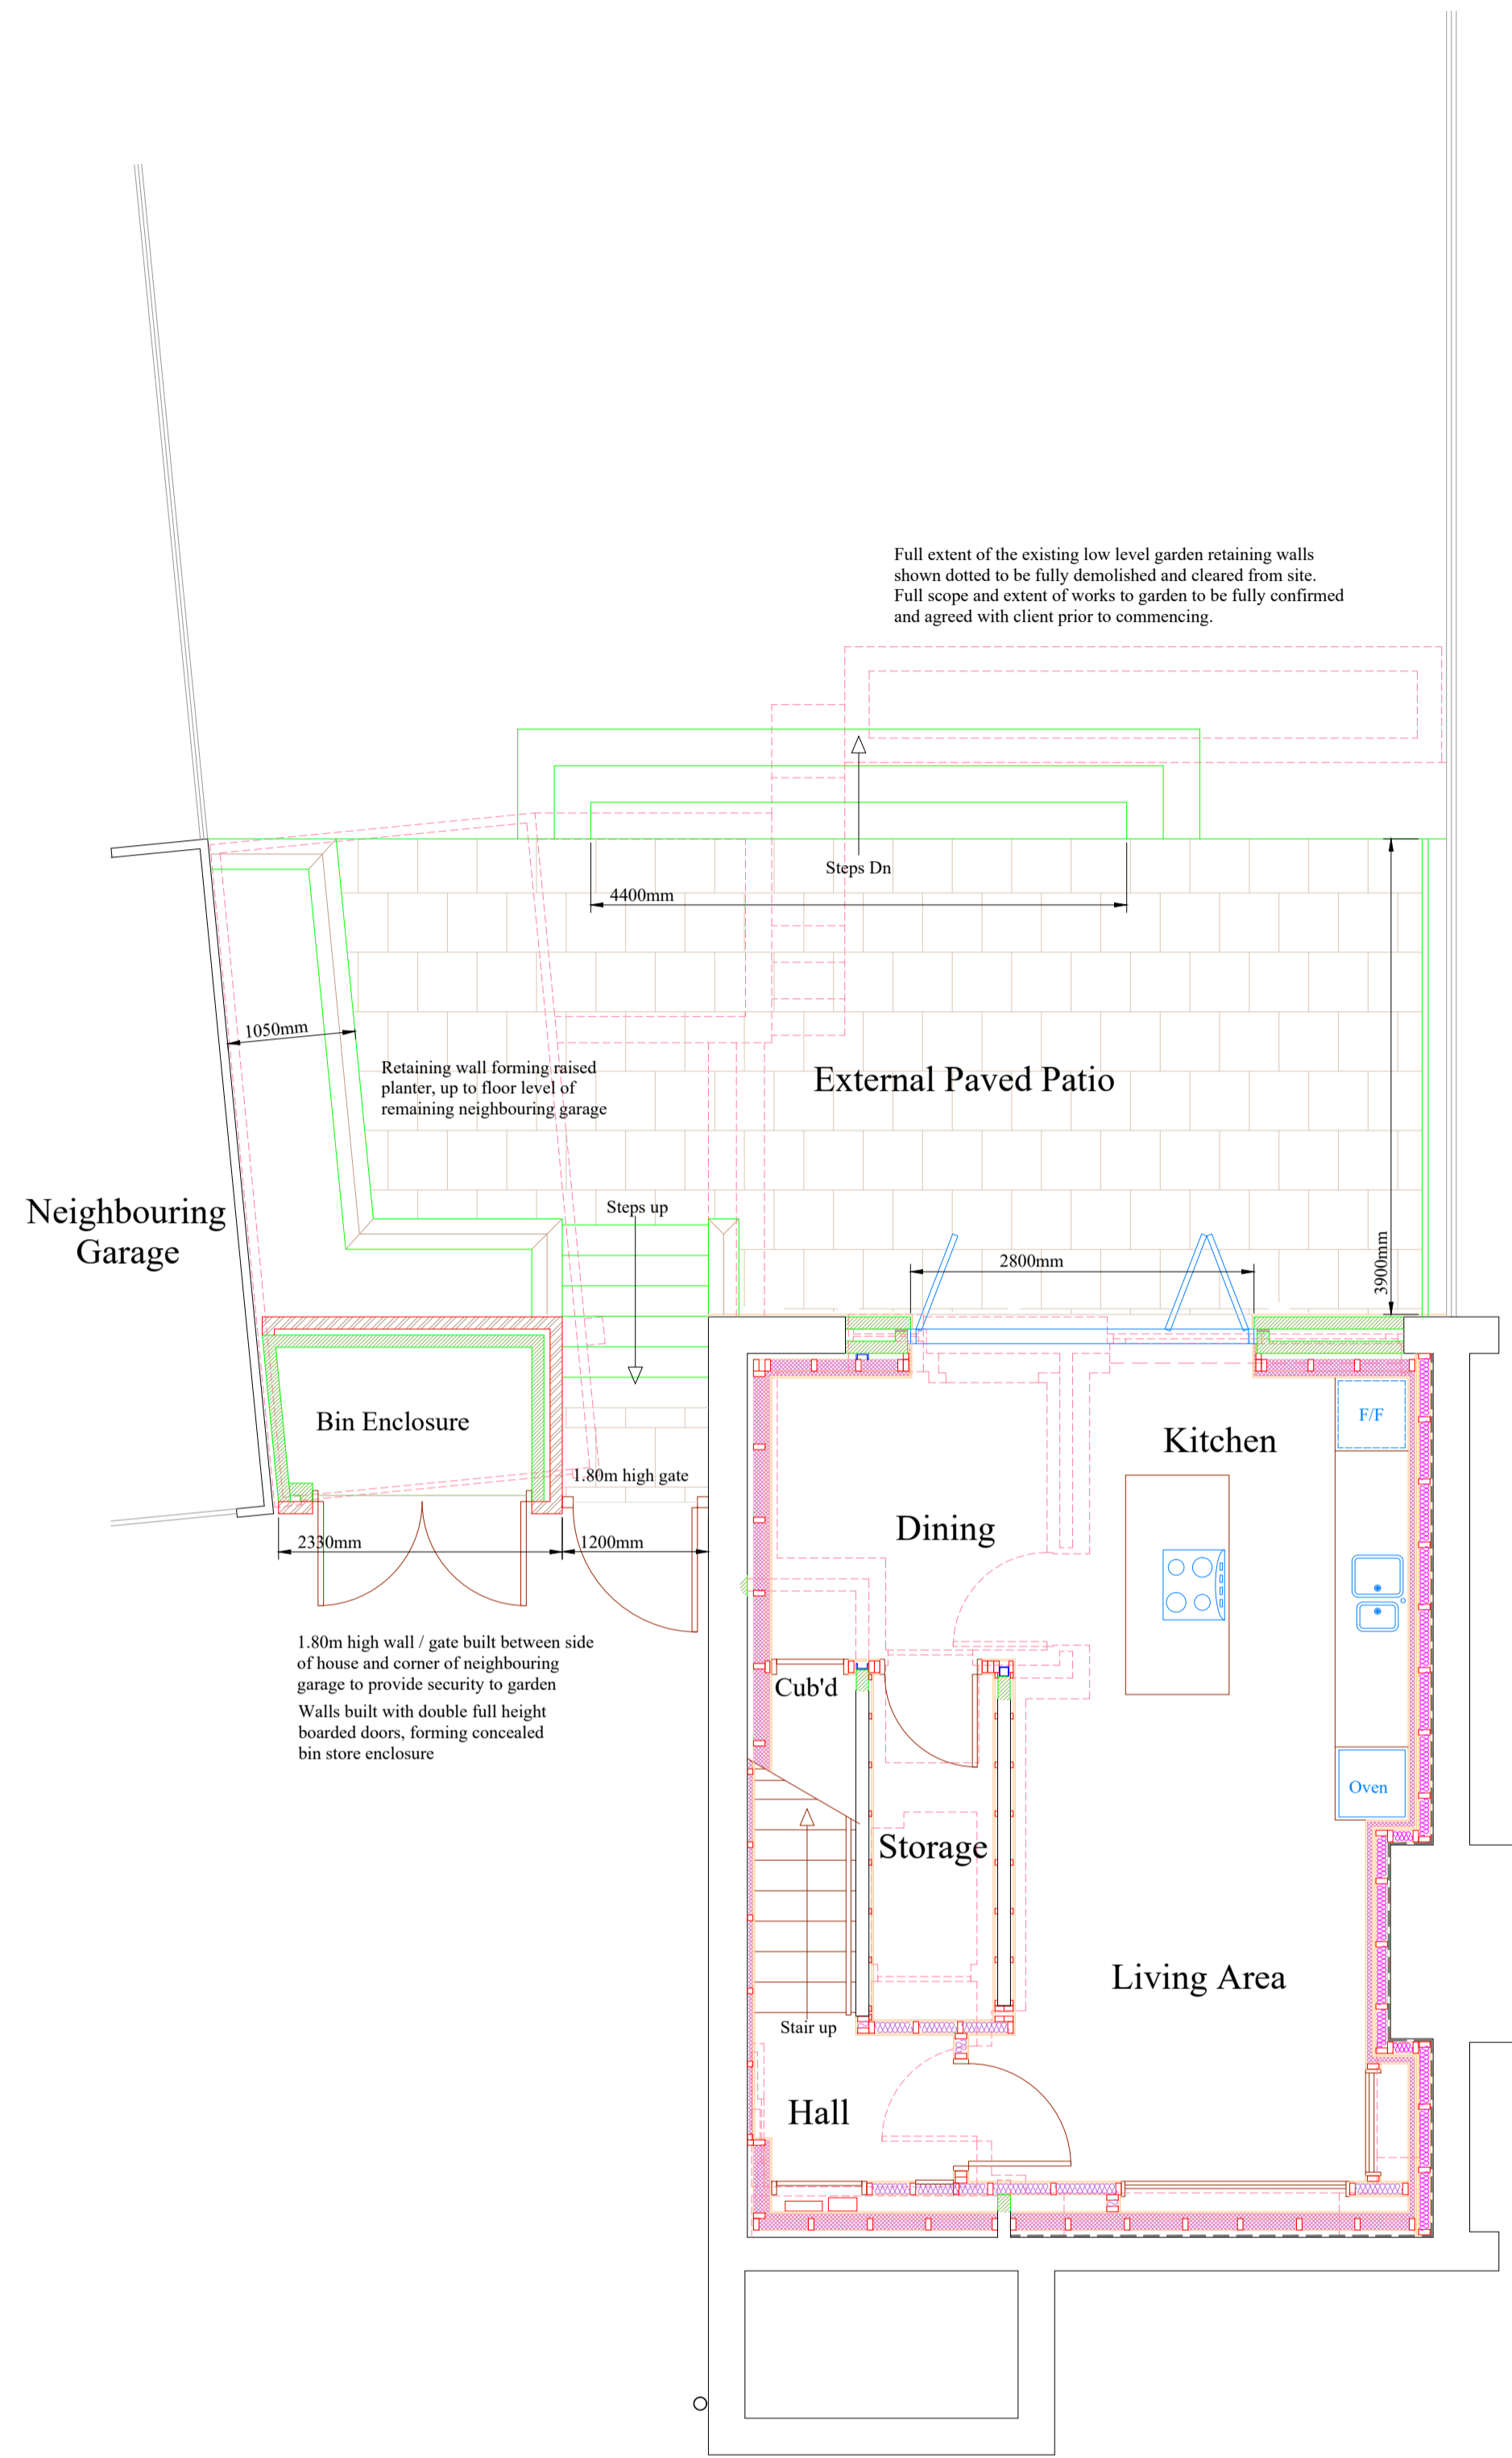 Full extent of the existing low level garden retaining walls
shown dotted to be fully demolished and cleared from site.
Full scope and extent of works to garden to be fully confirmed
and agreed with client prior to commencing.
Steps Dn
4400mm
1050mm
Retaining wall forming raised
planter, up to floor level of
remaining neighbouring garage
External Paved Patio
Neighbouring
Garage
Steps up
2800mm
3900mm
Bin Enclosure
F/F
Kitchen
1.80m high gate
Dining
2330mm
1200mm
1.80m high wall / gate built between side
of house and corner of neighbouring
garage to provide security to garden
Walls built with double full height
boarded doors, forming concealed
bin store enclosure
Cub'd
Oven
Storage
Living Area
Stair up
Hall